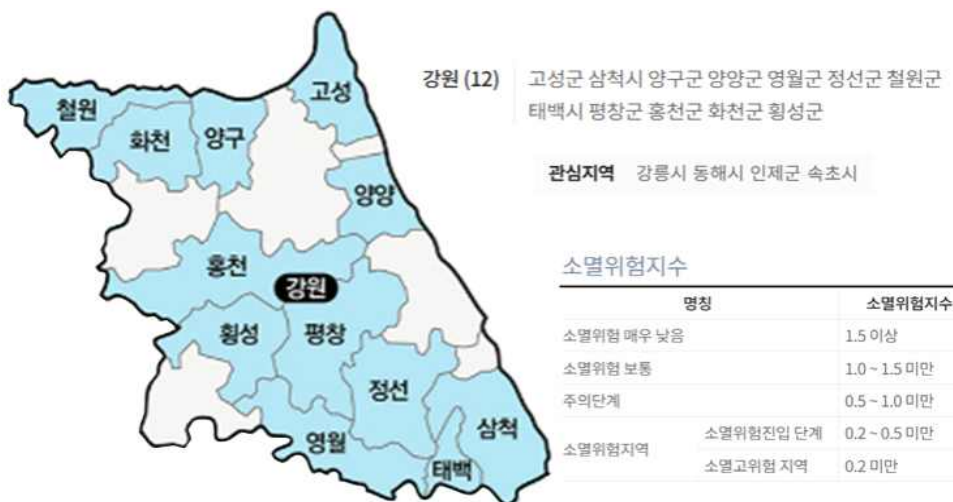 강원 (12) 고성군 삼척시 양구군 양양군 영월군 정선군 철원군
태백시 평창군 홍천군 화천군 횡성군
관심지역 강릉시 동해시 인제군 속초시
고성
철원
화천
양구
양양
홍천
강원
횡성
평창
정선
삼척
영월
태백
소멸위험지수
명칭 소멸위험지수
소멸위험 매우 낮음 1.5 이상
소멸위험 보통 1.0 ~ 1.5 미만
주의단계 0.5 ~ 1.0 미만
소멸위험지역 소멸위험진입 단계 0.2 ~ 0.5 미만
소멸고위험 지역 0.2 미만